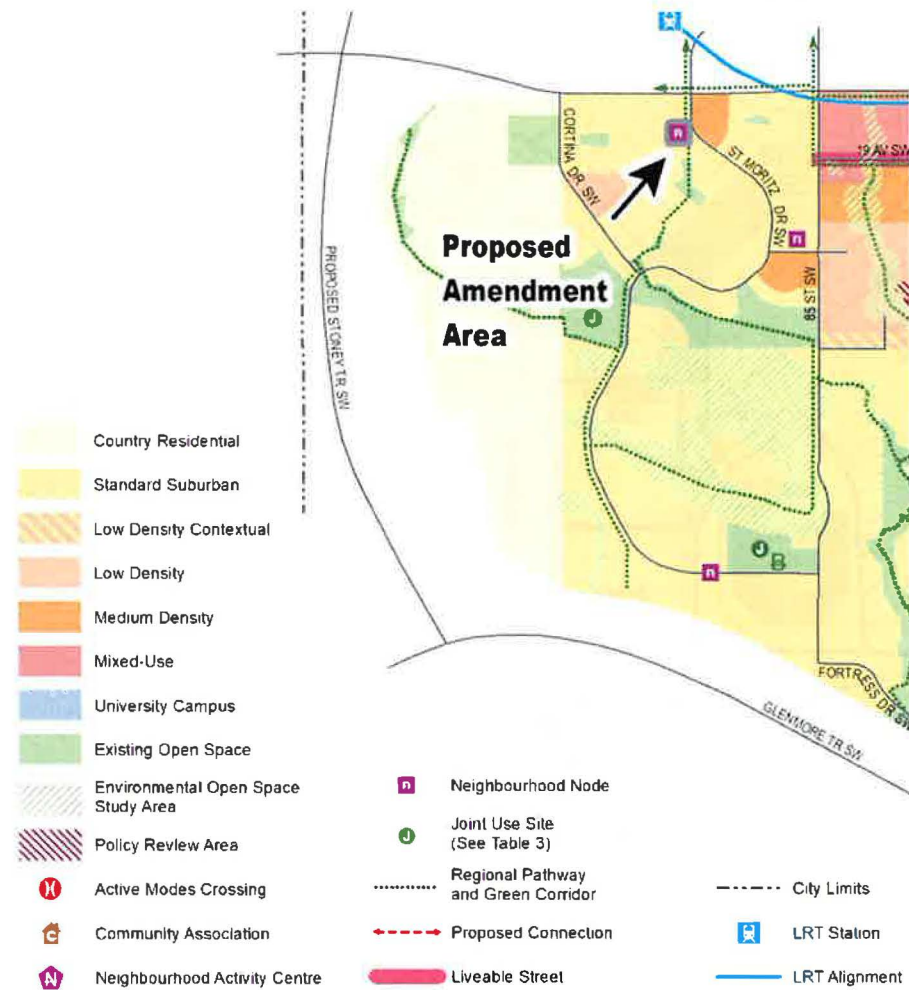 CORTINA DR SW
ST MORITZ DR SW
19 AV SW
Proposed
Amendment
Area
PROPOSED STONEY TR SW
85 ST SW
n
n
J
J
B
n
FORTRESS DR SW
GLENMORE TR SW
Country Residential
Standard Suburban
Low Density Contextual
Low Density
Medium Density
Mixed-Use
University Campus
Existing Open Space
Environmental Open Space
Study Area
Policy Review Area
Active Modes Crossing
C Community Association
N Neighbourhood Activity Centre
n Neighbourhood Node
J Joint Use Site
(See Table 3)
Regional Pathway
and Green Corridor
Proposed Connection
Liveable Street
City Limits
LRT Station
LRT Alignment